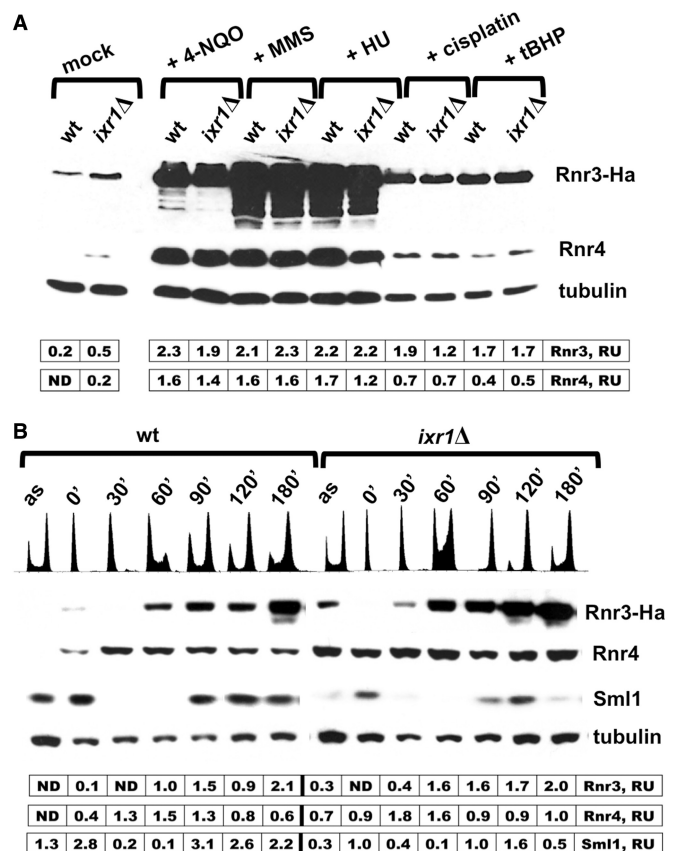 A
mock + 4-NQO + MMS + HU + cisplatin + tBHP
wt ixr1Δ wt ixr1Δ wt ixr1Δ wt ixr1Δ wt ixr1Δ wt ixr1Δ
Rnr3-Ha
Rnr4
tubulin
0.2 0.5 2.3 1.9 2.1 2.3 2.2 2.2 1.9 1.2 1.7 1.7 Rnr3, RU
ND 0.2 1.6 1.4 1.6 1.6 1.7 1.2 0.7 0.7 0.4 0.5 Rnr4, RU
B
wt ixr1Δ
as 0' 30' 60' 90' 120' 180' as 0' 30' 60' 90' 120' 180'
Rnr3-Ha
Rnr4
Sml1
tubulin
ND 0.1 ND 1.0 1.5 0.9 2.1 0.3 ND 0.4 1.6 1.6 1.7 2.0 Rnr3, RU
ND 0.4 1.3 1.5 1.3 0.8 0.6 0.7 0.9 1.8 1.6 0.9 0.9 1.0 Rnr4, RU
1.3 2.8 0.2 0.1 3.1 2.6 2.2 0.3 1.0 0.4 0.1 1.0 1.6 0.5 Sml1, RU